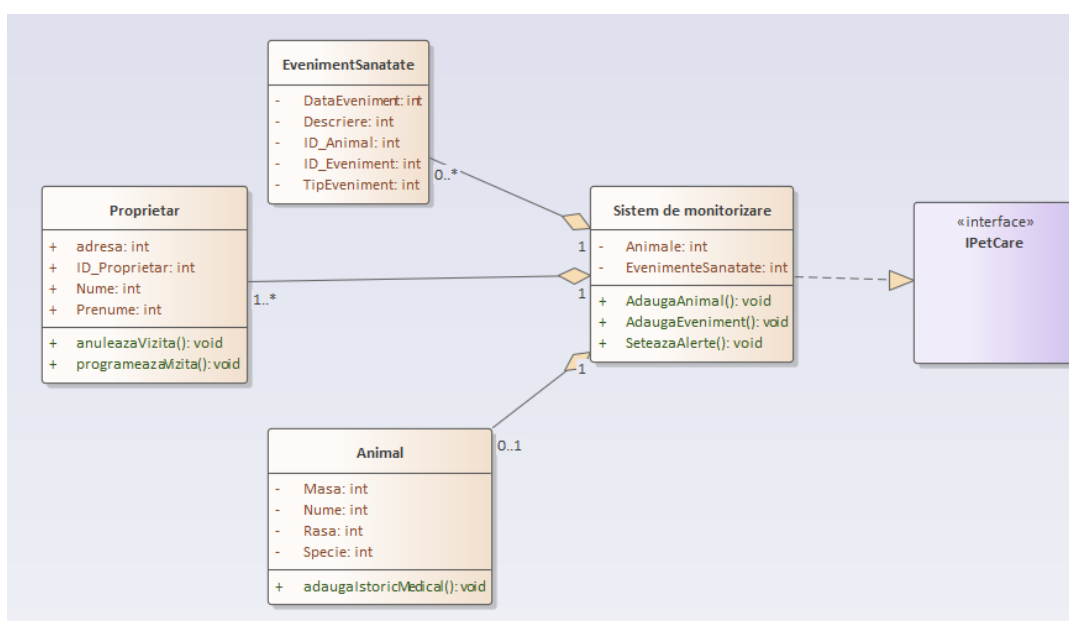 EvenimentSanatate
- DataEveniment: int
- Descriere: int
- ID_Animal: int
- ID_Eveniment: int
- TipEveniment: int
0..*
Proprietar
+ adresa: int
+ ID_Proprietar: int
+ Nume: int
+ Prenume: int
+ anuleazaVizita(): void
+ programeazaVizita(): void
1..*
Sistem de monitorizare
- Animale: int
- EvenimenteSanatate: int
+ AdaugaAnimal(): void
+ AdaugaEveniment(): void
+ SeteazaAlerte(): void
1
1
1
«interface»
IPetCare
Animal
- Masa: int
- Nume: int
- Rasa: int
- Specie: int
+ adaugaIstoricMedical(): void
0..1